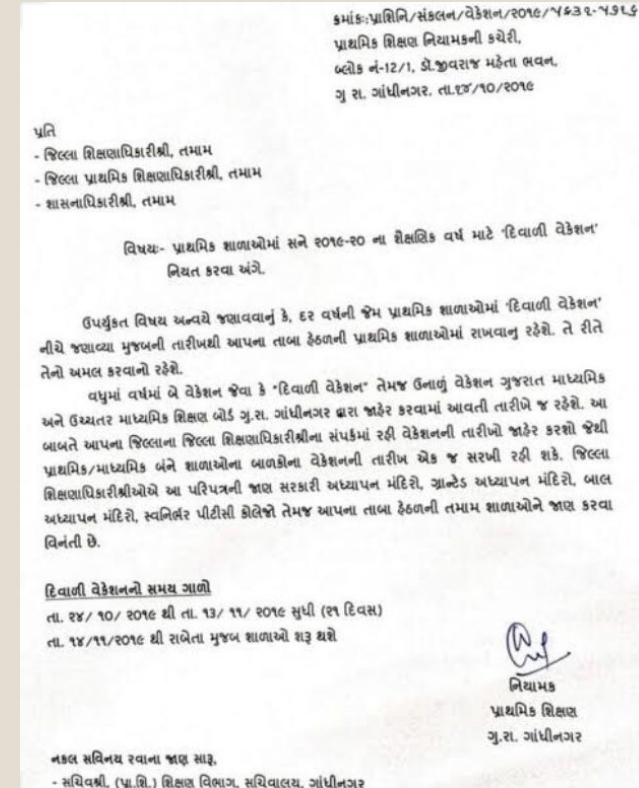 ક્રમાંક:પ્રાશિનિ/સંકલન/વેકેશન/૨૦૧૯/
પ્રાથમિક શિક્ષણ નિયામકની કચેરી,
બ્લોક નં-12/1, ડૉ.જીવરાજ મહેતા ભવન,
ગુ રા. ગાંધીનગર. તા.૧૪/૧૦/૨૦૧૯
પ્રતિ
- જિલ્લા શિક્ષણાધિકારીશ્રી, તમામ
- જિલ્લા પ્રાથમિક શિક્ષણાધિકારીશ્રી, તમામ
- શાસનાધિકારીશ્રી, તમામ
વિષયઃ- પ્રાથમિક શાળાઓમાં સને ૨૦૧૯-૨૦ ના શૈક્ષણિક વર્ષ માટે 'દિવાળી વેકેશન'
નિયત કરવા અંગે.
ઉપર્યુકત વિષય અન્વયે જણાવવાનું કે, દર વર્ષની જેમ પ્રાથમિક શાળાઓમાં 'દિવાળી વેકેશન'
નીચે જણાવ્યા મુજબની તારીખથી આપના તાબા હેઠળની પ્રાથમિક શાળાઓમાં રાખવાનુ રહેશે. તે રીતે
તેનો અમલ કરવાનો રહેશે.
વધુમાં વર્ષમાં બે વેકેશન જેવા કે "દિવાળી વેકેશન" તેમજ ઉનાળું વેકેશન ગુજરાત માધ્યમિક
અને ઉચ્ચતર માધ્યમિક શિક્ષણ બોર્ડ ગુ.રા. ગાંધીનગર દ્વારા જાહેર કરવામાં આવતી તારીખે જ રહેશે. આ
બાબતે આપના જિલ્લાના જિલ્લા શિક્ષણાધિકારીશ્રીના સંપર્કમાં રહી વેકેશનની તારીખો જાહેર કરશો જેથી
પ્રાથમિક/માધ્યમિક બંને શાળાઓના બાળકોના વેકેશનની તારીખ એક જ સરખી રહી શકે. જિલ્લા
શિક્ષણાધિકારીશ્રીઓએ આ પરિપત્રની જાણ સરકારી અધ્યાપન મંદિરો, ગ્રાન્ટેડ અધ્યાપન મંદિરો, બાલ
અધ્યાપન મંદિરો, સ્વનિર્ભર પીટીસી કોલેજો તેમજ આપના તાબા હેઠળની તમામ શાળાઓને જાણ કરવા
વિનંતી છે.
દિવાળી વેકેશનનો સમય ગાળો
તા. ૨૪/ ૧૦/ ૨૦૧૯ થી તા. ૧૩/ ૧૧/ ૨૦૧૯ સુધી (૨૧ દિવસ)
તા. ૧૪/૧૧/૨૦૧૯ થી રાબેતા મુજબ શાળાઓ શરૂ થશે
નિયામક
પ્રાથમિક શિક્ષણ
ગુ.રા. ગાંધીનગર
નકલ સવિનય રવાના જાણ સારૂ,
- સચિવશ્રી, (પ્રા.શિ.) શિક્ષણ વિભાગ, સચિવાલય, ગાંધીનગર